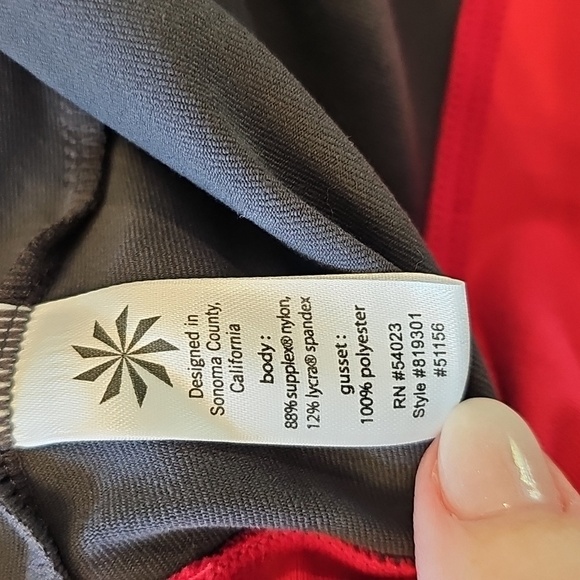 Designed in
Sonoma County,
California
body:
88% supplex® nylon,
12% lycra® spandex
gusset:
100% polyester
RN #54023
Style #819301
#51156